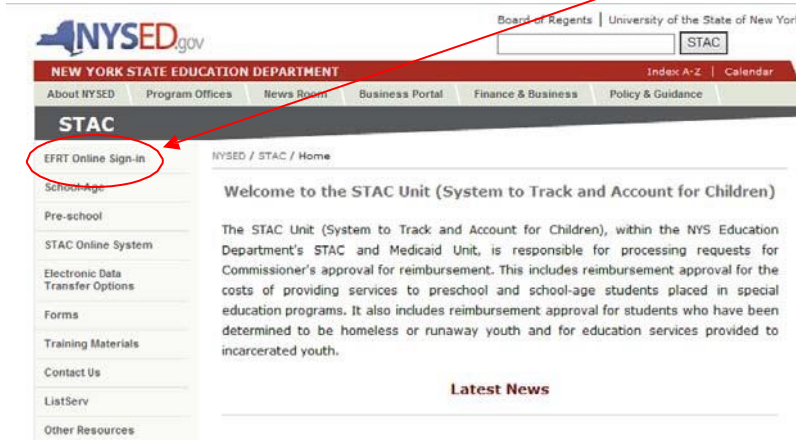 Board of Regents | University of the State of New York
NYSED.gov
STAC
NEW YORK STATE EDUCATION DEPARTMENT
Index A-Z | Calendar
About NYSED Program Offices News Room Business Portal Finance & Business Policy & Guidance
STAC
EFRT Online Sign-in
NYSED / STAC / Home
School-Age
Welcome to the STAC Unit (System to Track and Account for Children)
Pre-school
STAC Online System
Electronic Data
Transfer Options
Forms
Training Materials
Contact Us
ListServ
Other Resources
The STAC Unit (System to Track and Account for Children), within the NYS Education
Department's STAC and Medicaid Unit, is responsible for processing requests for
Commissioner's approval for reimbursement. This includes reimbursement approval for the
costs of providing services to preschool and school-age students placed in special
education programs. It also includes reimbursement approval for students who have been
determined to be homeless or runaway youth and for education services provided to
incarcerated youth.
Latest News